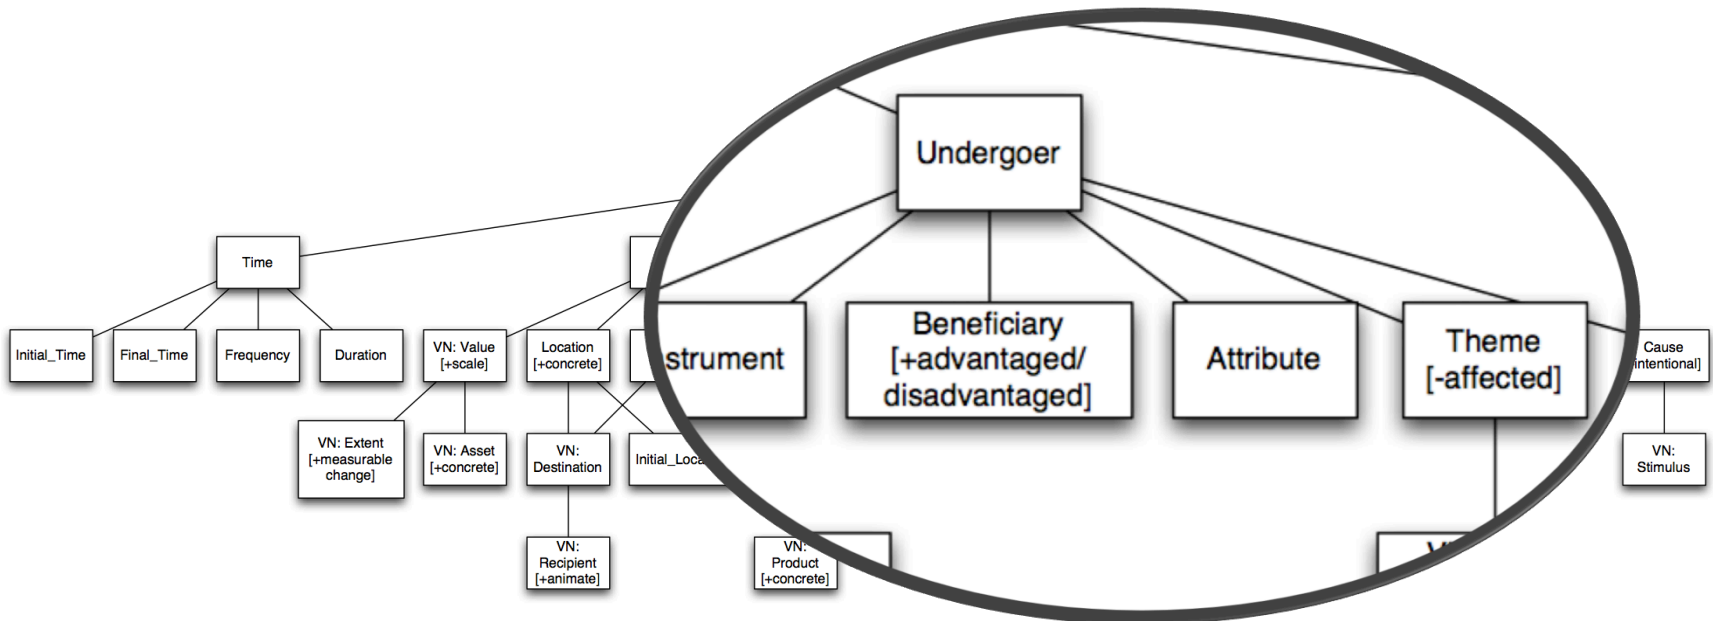 Undergoer
Time
Initial_Time
Final_Time
Frequency
Duration
VN: Value
[+scale]
Location
[+concrete]
strument
Beneficiary
[+advantaged/
disadvantaged]
Attribute
Theme
[-affected]
Cause
intentional]
VN: Extent
[+measurable
change]
VN: Asset
[+concrete]
VN:
Destination
Initial_Loca
VN:
Stimulus
VN:
Recipient
[+animate]
VN:
Product
[+concrete]